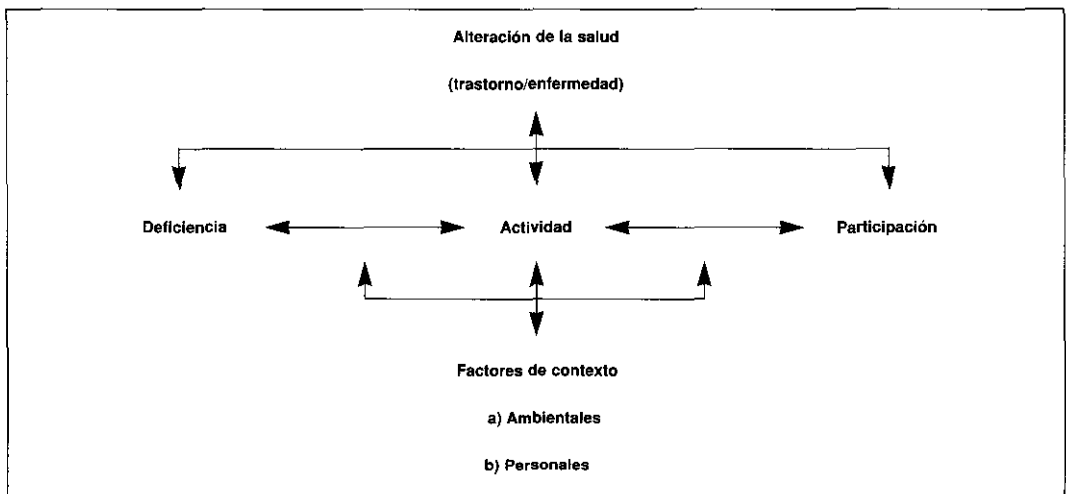 Alteración de la salud
(trastorno/enfermedad)
Deficiencia Actividad Participación
Factores de contexto
a) Ambientales
b) Personales